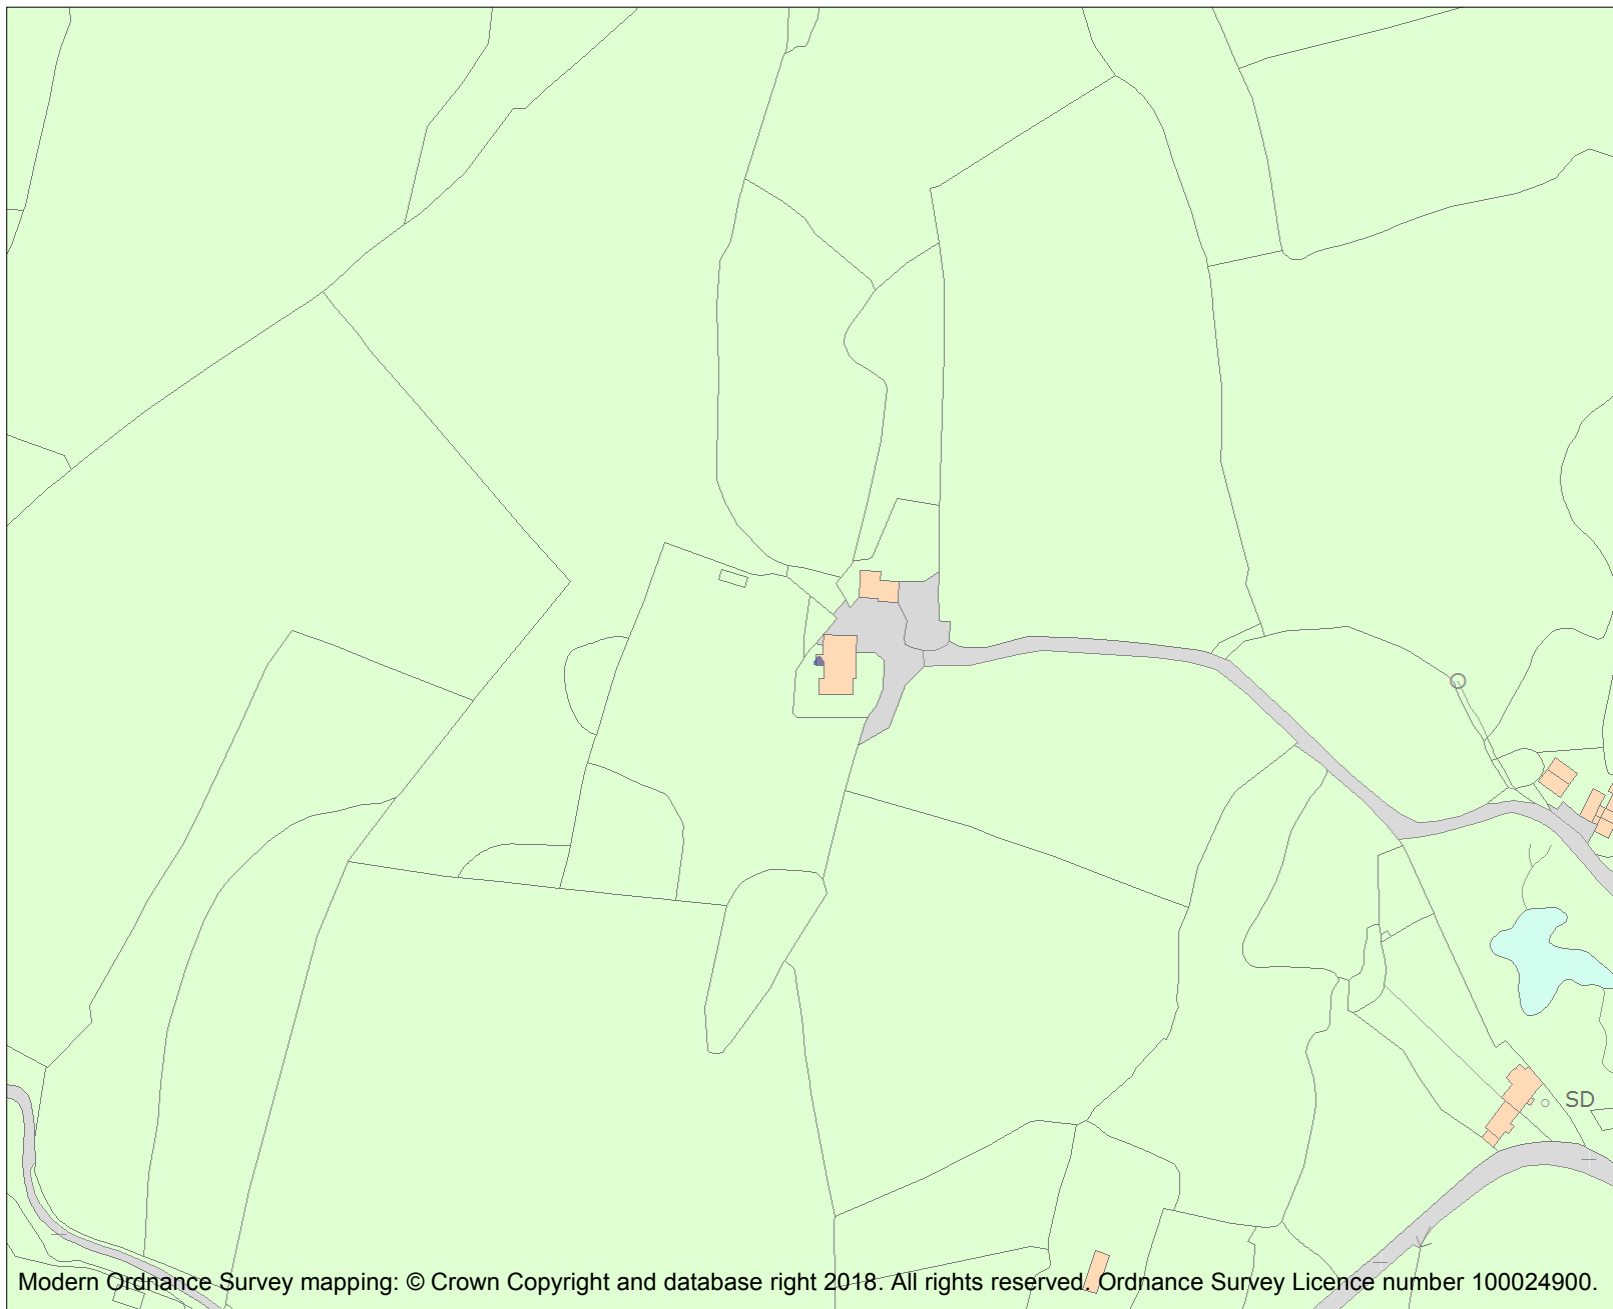 SD
Modern Ordnance Survey mapping: © Crown Copyright and database right 2018. All rights reserved. Ordnance Survey Licence number 100024900.